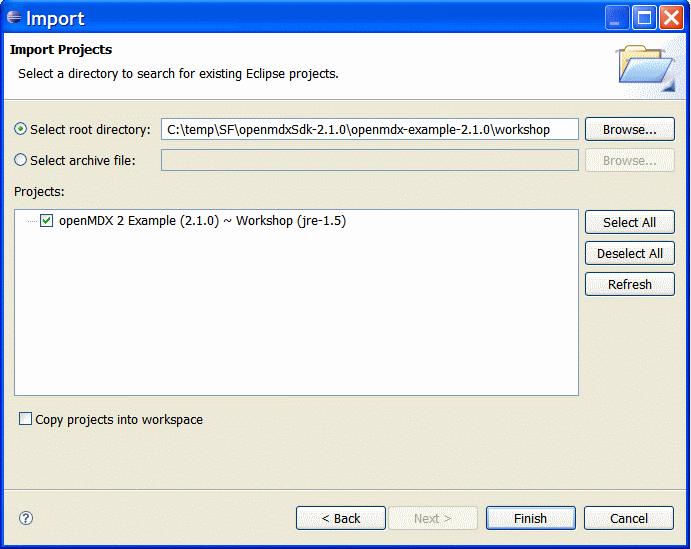 Import
Import Projects
Select a directory to search for existing Eclipse projects.
Select root directory: C:\temp\SF\openmdxSdk-2.1.0\openmdx-example-2.1.0\workshop Browse...
Select archive file: Browse...
Projects:
openMDX 2 Example (2.1.0) ~ Workshop (jre-1.5)
Select All
Deselect All
Refresh
Copy projects into workspace
? < Back Next > Finish Cancel